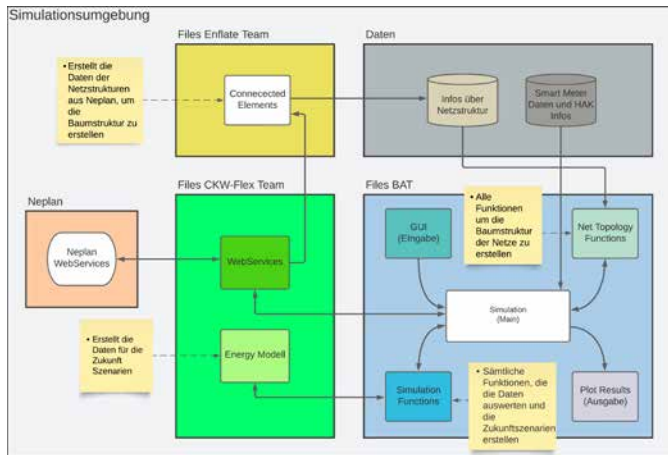 Simulationsumgebung
Files Enflate Team
Daten
• Erstellt die
Daten der
Netzstrukturen
aus Neplan, um
die
Baumstruktur zu
erstellen
Connecected
Elements
Infos über
Netzstruktur
Smart Meter
Daten und HAK
Infos
Files CKW-Flex Team
Files BAT
Neplan
Neplan
WebServices
WebServices
GUI
(Eingabe)
• Alle
Funktionen
um die
Baumstruktur
der Netze zu
erstellen
Net Topology
Functions
Simulation
(Main)
• Erstellt die
Daten für die
Zukunft
Szenarien
Energy Modell
Simulation
Functions
• Sämtliche
Funktionen, die
die Daten
auswerten und
die
Zukunftszenarien
erstellen
Plot Results
(Ausgabe)